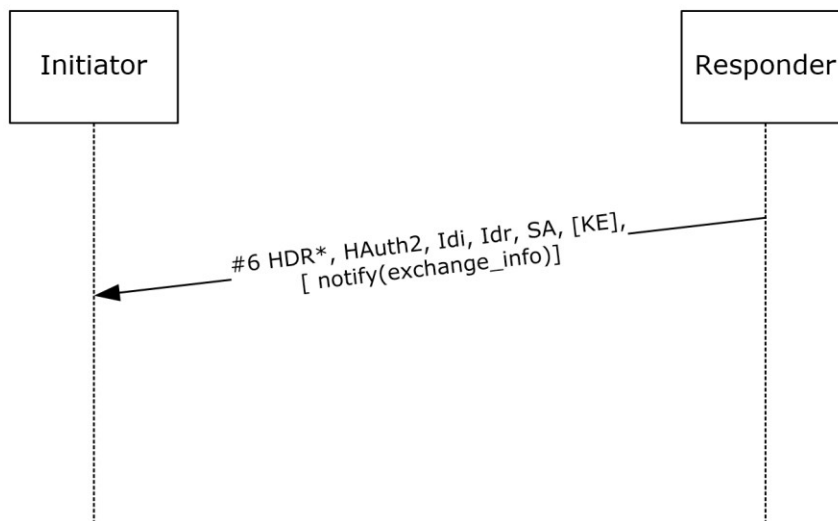 Initiator
Responder
#6 HDR*, HAuth2, Idi, Idr, SA, [KE],
[ notify(exchange_info)]